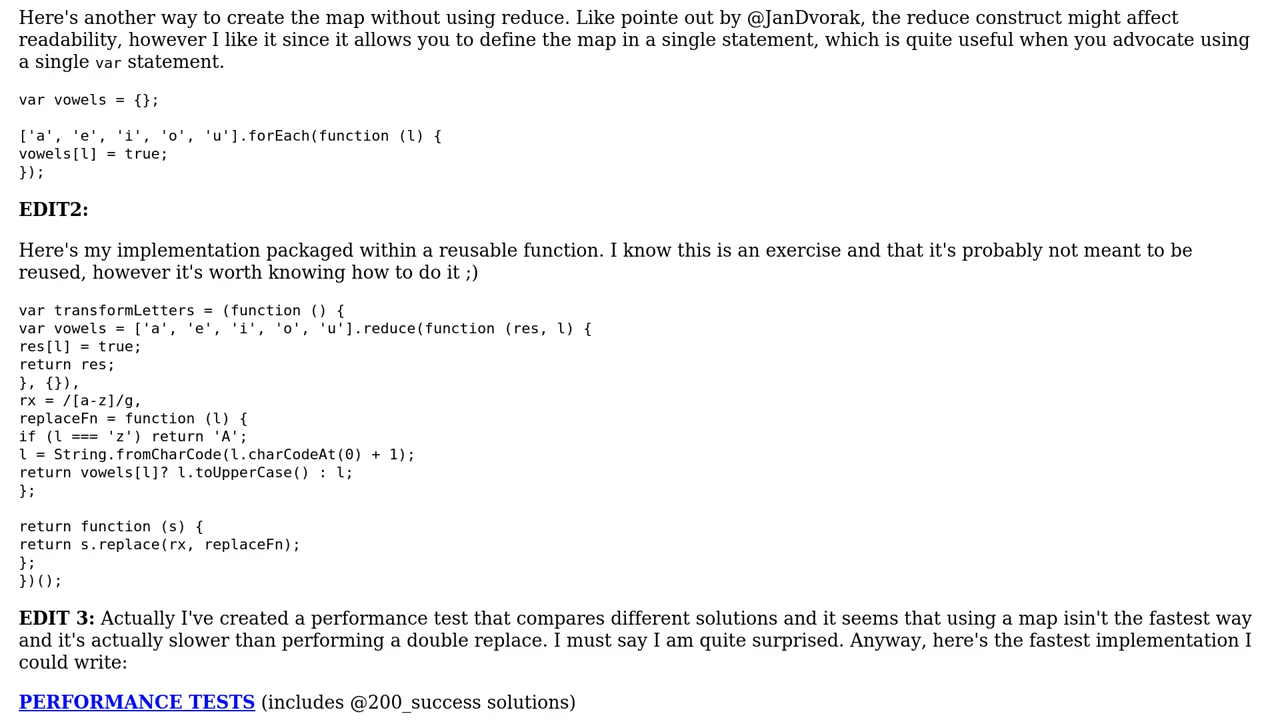 Here's another way to create the map without using reduce. Like pointe out by @JanDvorak, the reduce construct might affect
readability, however I like it since it allows you to define the map in a single statement, which is quite useful when you advocate using
a single var statement.
var vowels = {};
['a', 'e', 'i', 'o', 'u'].forEach(function (l) {
vowels[l] = true;
});
EDIT2:
Here's my implementation packaged within a reusable function. I know this is an exercise and that it's probably not meant to be
reused, however it's worth knowing how to do it ;)
var transformLetters = (function () {
var vowels = ['a', 'e', 'i', 'o', 'u'].reduce(function (res, l) {
res[l] = true;
return res;
}, {}),
rx = /[a-z]/g,
replaceFn = function (l) {
if (l === 'z') return 'A';
l = String.fromCharCode(l.charCodeAt(0) + 1);
return vowels[l]? l.toUpperCase() : l;
};
return function (s) {
return s.replace(rx, replaceFn);
};
})();
EDIT 3: Actually I've created a performance test that compares different solutions and it seems that using a map isin't the fastest way
and it's actually slower than performing a double replace. I must say I am quite surprised. Anyway, here's the fastest implementation I
could write:
PERFORMANCE TESTS (includes @200_success solutions)